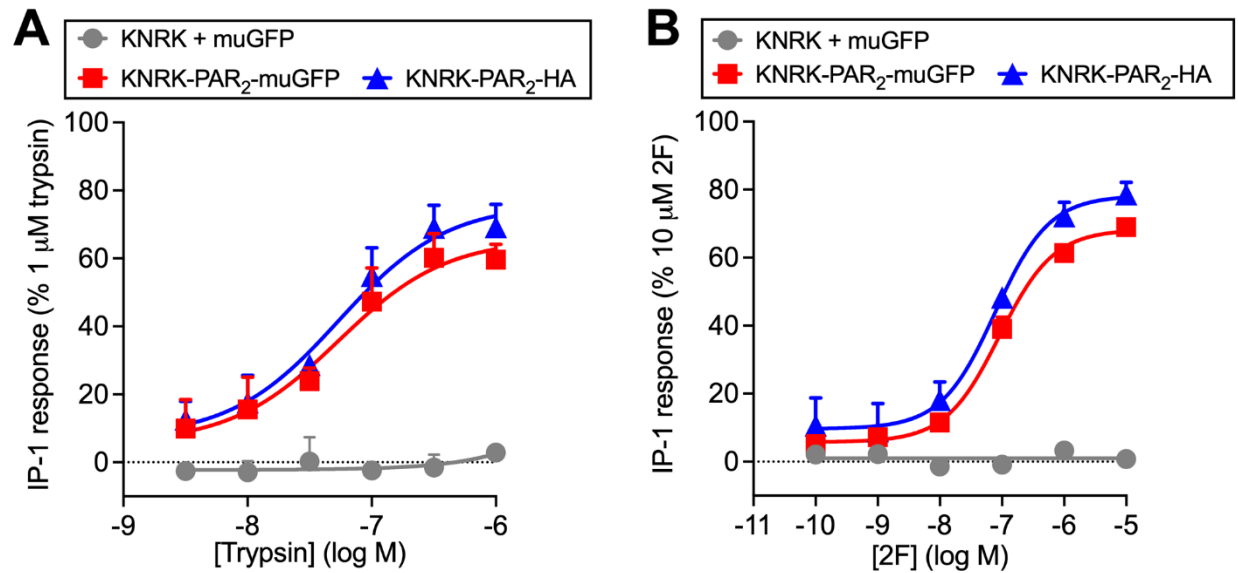 A
KNRK + muGFP
KNRK-PAR₂-muGFP KNRK-PAR₂-HA
IP-1 response (% 1 μM trypsin)
100
80
60
40
20
0
-9 -8 -7 -6
[Trypsin] (log M)
B
KNRK + muGFP
KNRK-PAR₂-muGFP KNRK-PAR₂-HA
IP-1 response (% 10 μM 2F)
100
80
60
40
20
0
-11 -10 -9 -8 -7 -6 -5
[2F] (log M)